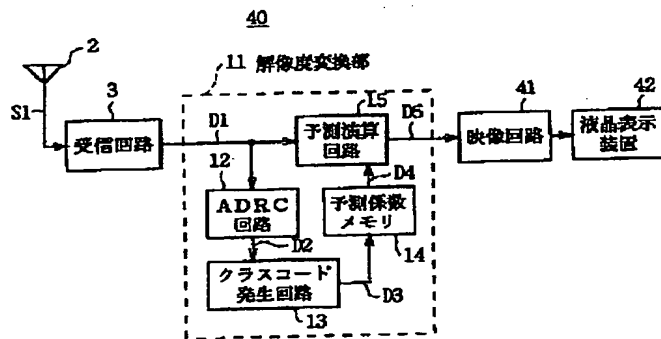 40
2
11 解像度変換部
S1
3
受信回路
D1
15
予測演算
回路
D5
41
映像回路
42
液晶表示
装置
12
ADRC
回路
D2
D4
予測係数
メモリ
14
クラスコード
発生回路
D3
13